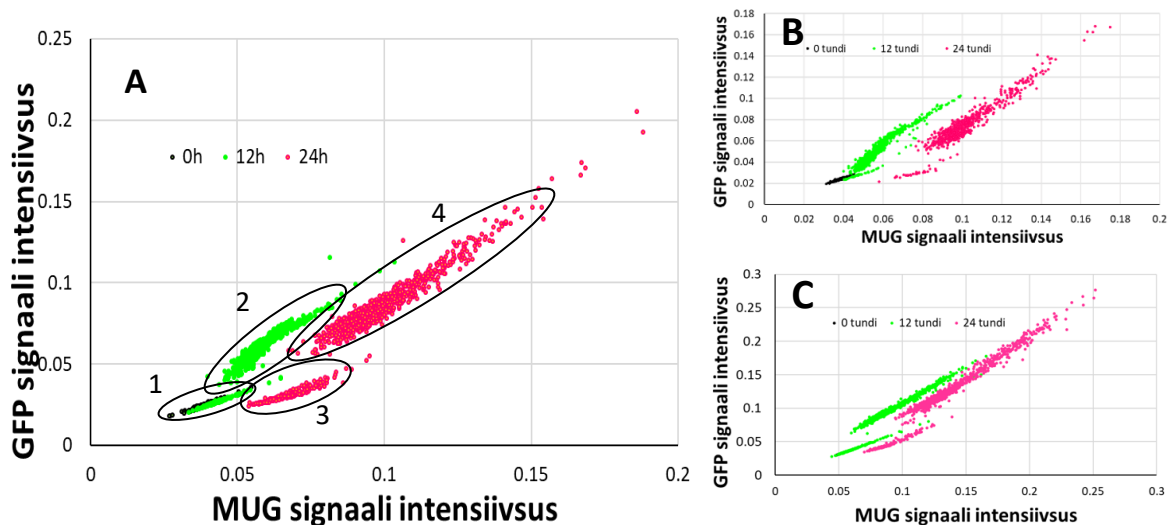 A
GFP signaali intensiivsus
0.25
0.2
0.15
0.1
0.05
0
0h 12h 24h
1
2
3
4
0 0.05 0.1 0.15 0.2
MUG signaali intensiivsus
B
GFP signaali intensiivsus
0.18
0.16
0.14
0.12
0.1
0.08
0.06
0.04
0.02
0
0 tundi 12 tundi 24 tundi
0 0.02 0.04 0.06 0.08 0.1 0.12 0.14 0.16 0.18 0.2
MUG signaali intensiivsus
C
GFP signaali intensiivsus
0.3
0.25
0.2
0.15
0.1
0.05
0
0 tundi 12 tundi 24 tundi
0 0.05 0.1 0.15 0.2 0.25 0.3
MUG signaali intensiivsus